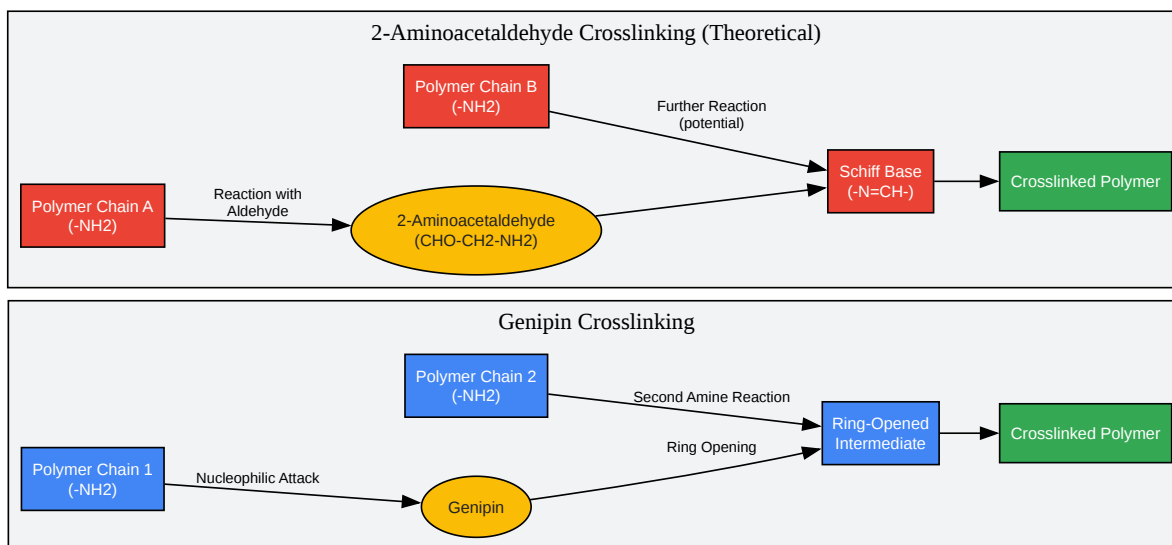 2-Aminoacetaldehyde Crosslinking (Theoretical)
Polymer Chain B
(-NH2)
Further Reaction
(potential)
Schiff Base
(-N=CH-)
Crosslinked Polymer
Polymer Chain A
(-NH2)
Reaction with
Aldehyde
2-Aminoacetaldehyde
(CHO-CH2-NH2)
Genipin Crosslinking
Polymer Chain 2
(-NH2)
Second Amine Reaction
Ring-Opened
Intermediate
Crosslinked Polymer
Ring Opening
Polymer Chain 1
(-NH2)
Nucleophilic Attack
Genipin